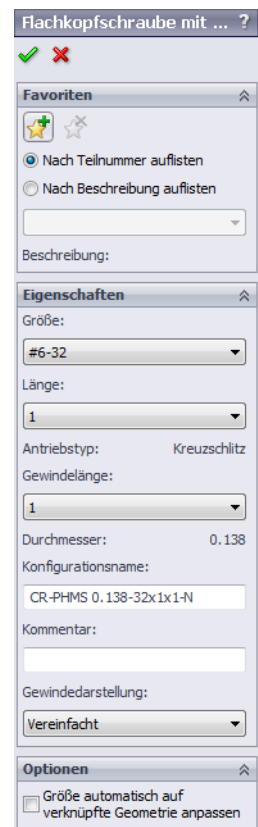 Flachkopfschraube mit ... ?
Favoriten
Nach Teilnummer auflisten
Nach Beschreibung auflisten
Beschreibung:
Eigenschaften
Größe:
#6-32
Länge:
1
Antriebstyp: Kreuzschlitz
Gewindelänge:
1
Durchmesser: 0.138
Konfigurationsname:
CR-PHMS 0.138-32x1x1-N
Kommentar:
Gewindedarstellung:
Vereinfacht
Optionen
Größe automatisch auf
verknüpfte Geometrie anpassen